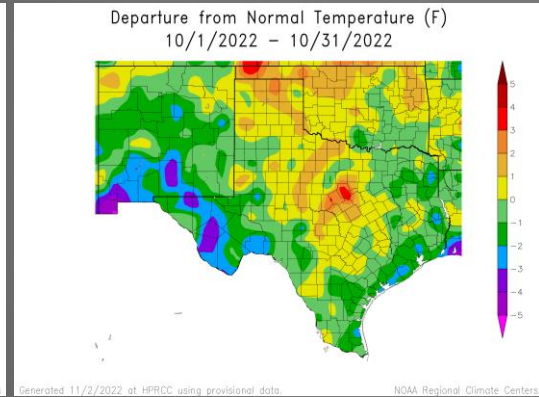 Departure from Normal Temperature (F)
10/1/2022 – 10/31/2022
5
4
3
2
1
0
-1
-2
-3
-4
-5
Generated 11/2/2022 at HPRCC using provisional data.
NOAA Regional Climate Centers